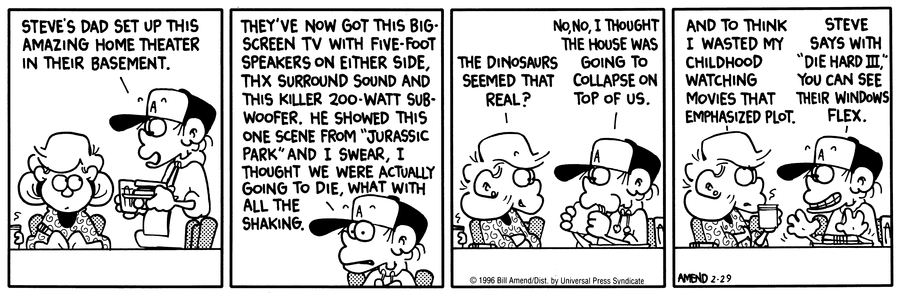 STEVE'S DAD SET UP THIS
AMAZING HOME THEATER
IN THEIR BASEMENT.
A
THEY'VE NOW GOT THIS BIG-
SCREEN TV WITH FIVE-FOOT
SPEAKERS ON EITHER SIDE,
THX SURROUND SOUND AND
THIS KILLER 200-WATT SUB-
WOOFER. HE SHOWED THIS
ONE SCENE FROM "JURASSIC
PARK" AND I SWEAR, I
THOUGHT WE WERE ACTUALLY
GOING TO DIE, WHAT WITH
ALL THE
SHAKING.
A
THE DINOSAURS
SEEMED THAT
REAL?
NO, NO, I THOUGHT
THE HOUSE WAS
GOING TO
COLLAPSE ON
TOP OF US.
A
© 1996 Bill Amend/Dist. by Universal Press Syndicate
AND TO THINK
I WASTED MY
CHILDHOOD
WATCHING
MOVIES THAT
EMPHASIZED PLOT.
STEVE
SAYS WITH
"DIE HARD III,"
YOU CAN SEE
THEIR WINDOWS
FLEX.
A
AMEND 2-29